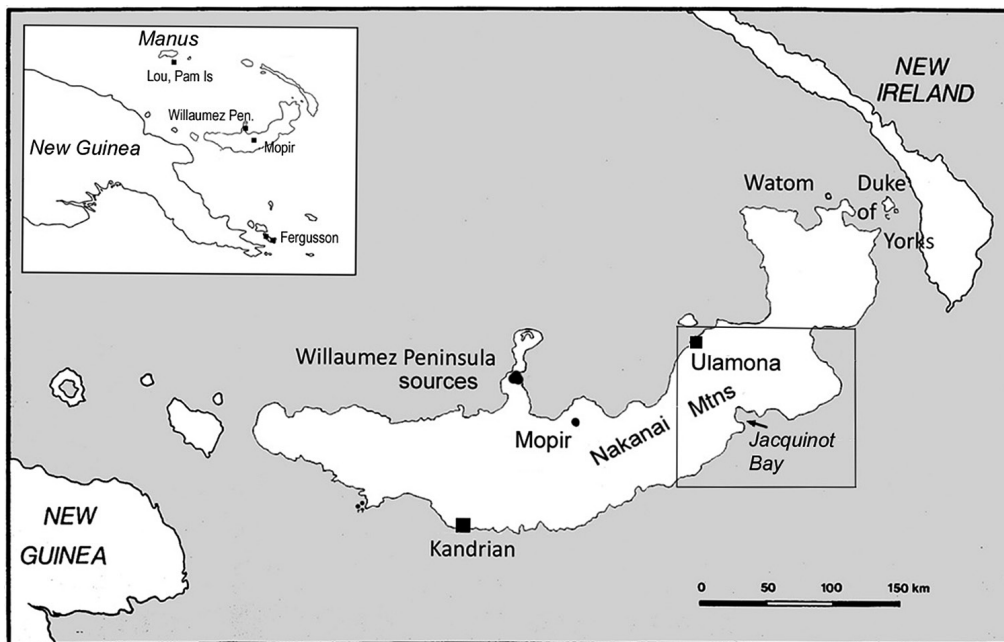 Manus
Lou, Pam Is
Willaumez Pen.
New Guinea
Mopir
Fergusson
NEW
IRELAND
Watom
Duke
of
Yorks
Willaumez Peninsula
sources
Ulamona
Mopir
Nakanai Mtns
Jacquinot
Bay
NEW
GUINEA
Kandrian
0 50 100 150 km